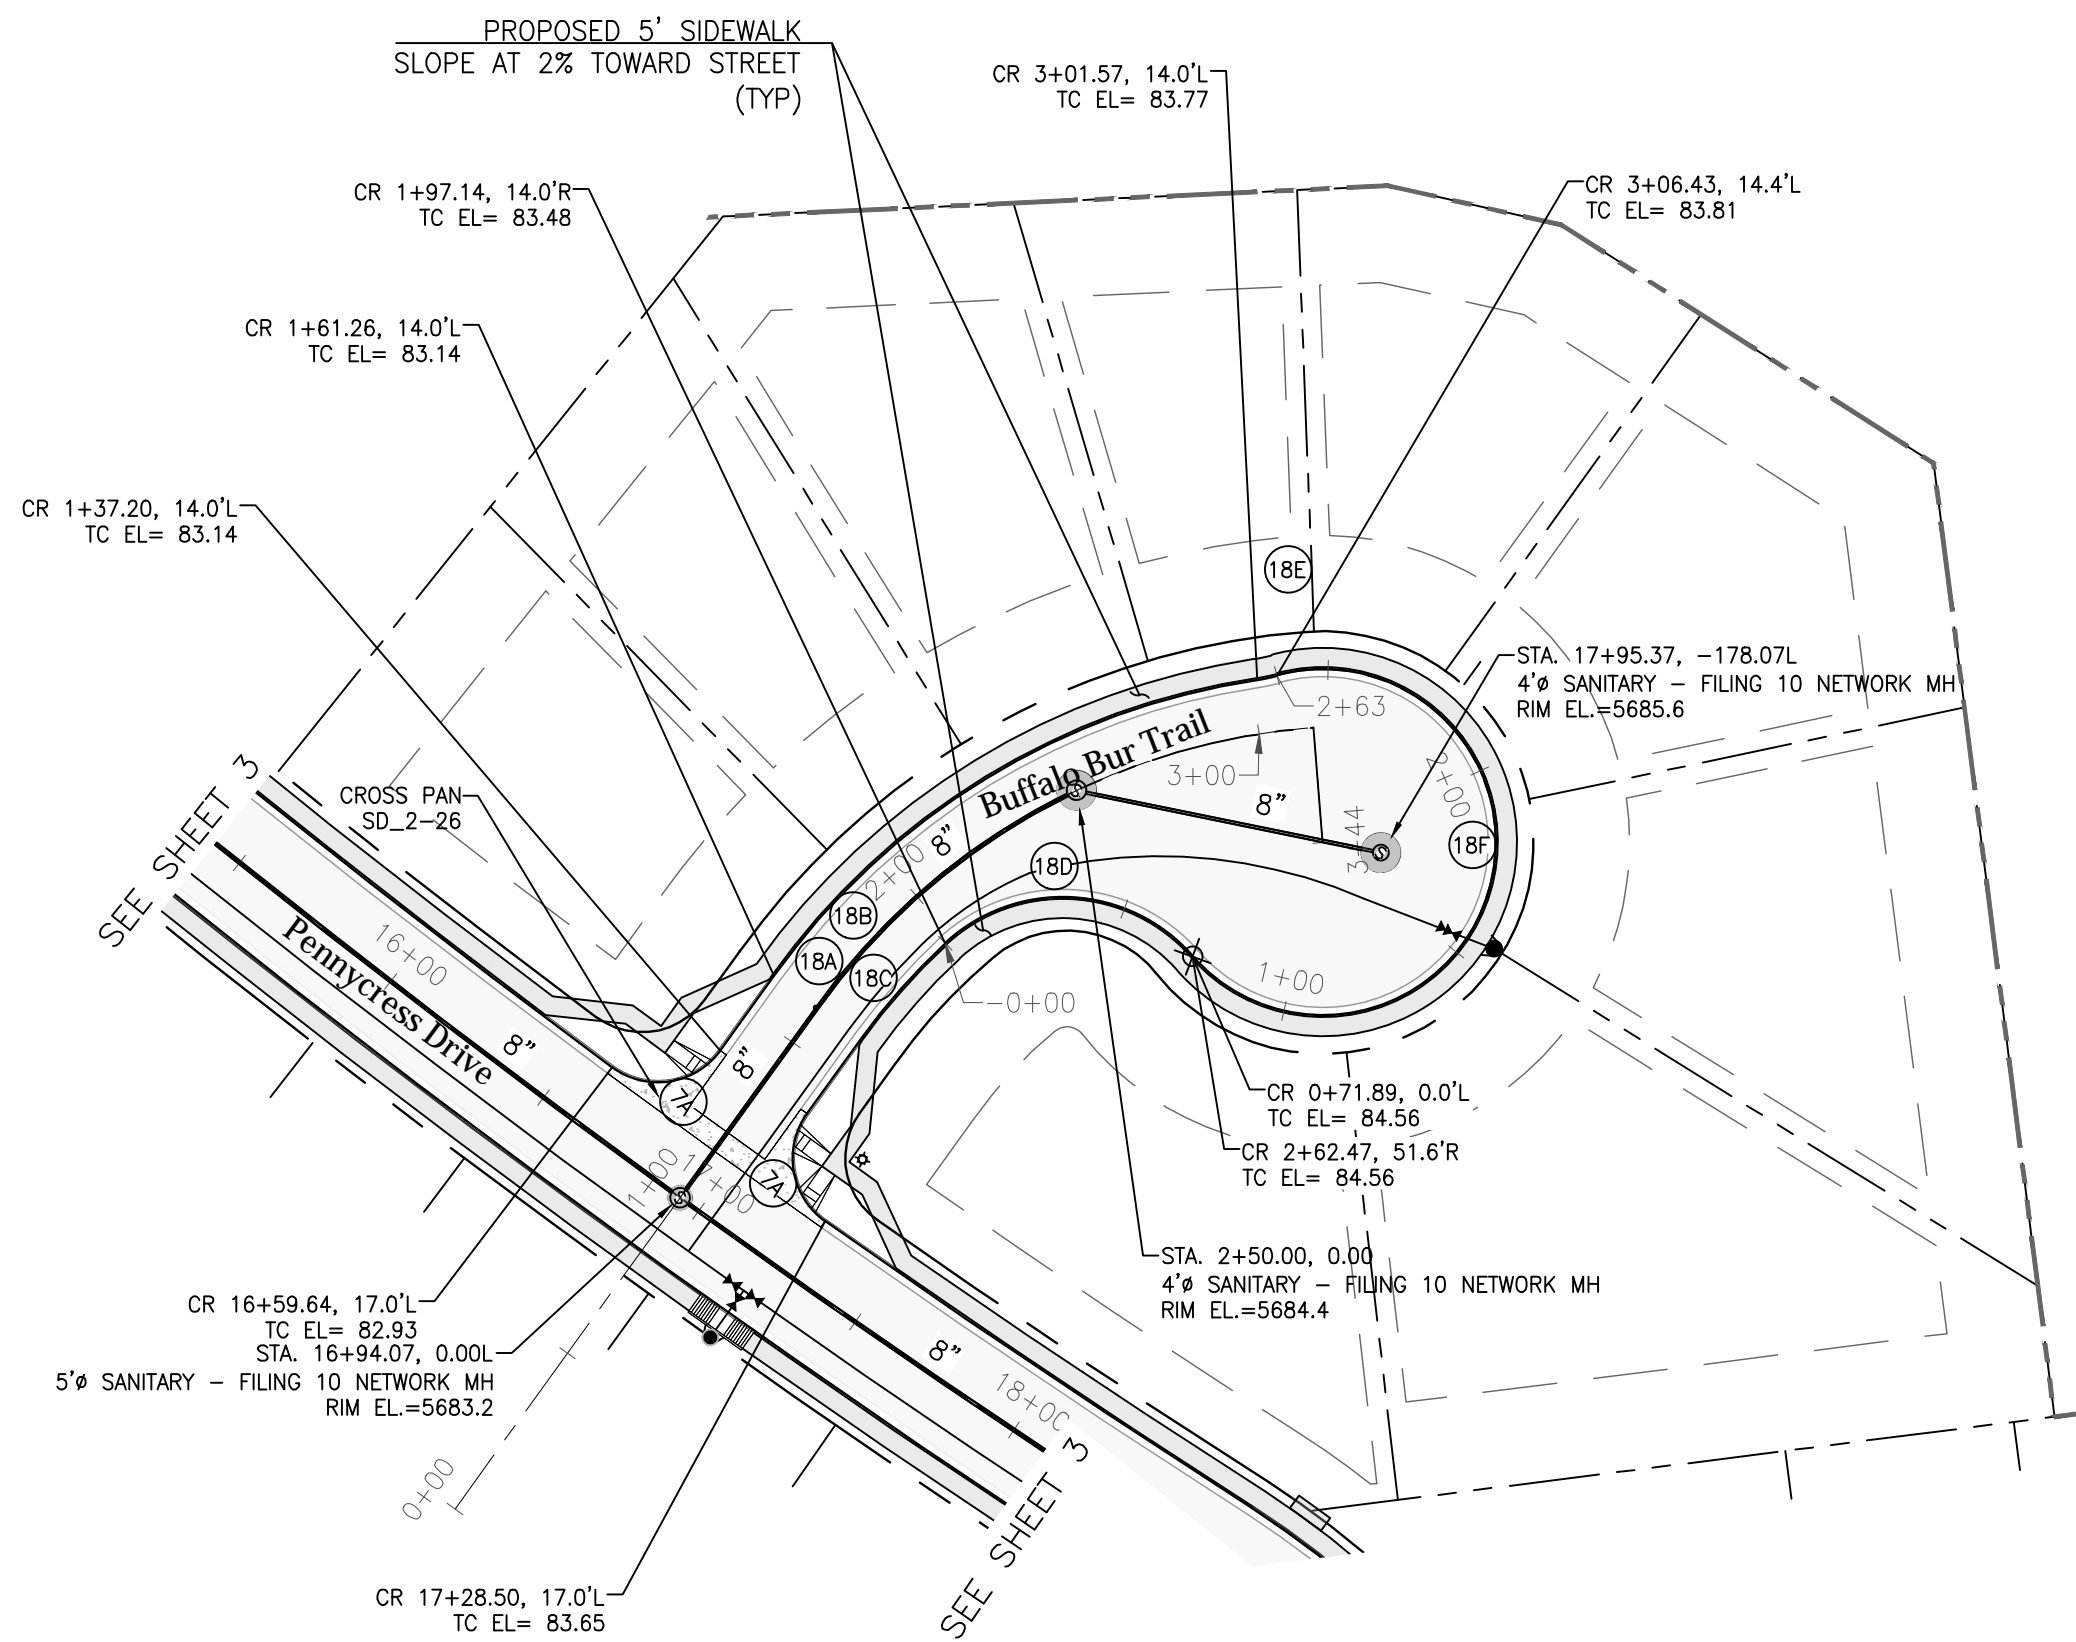 PROPOSED 5' SIDEWALK
SLOPE AT 2% TOWARD STREET
(TYP)
CR 3+01.57, 14.0'L
TC EL= 83.77
CR 1+97.14, 14.0'R
TC EL= 83.48
CR 3+06.43, 14.4'L
TC EL= 83.81
CR 1+61.26, 14.0'L
TC EL= 83.14
CR 1+37.20, 14.0'L
TC EL= 83.14
18E
STA. 17+95.37, -178.07L
4'ø SANITARY - FILING 10 NETWORK MH
RIM EL.=5685.6
2+63
Buffalo Bur Trail
3+00
8"
2+00
3+44
18F
SEE SHEET 3
CROSS PAN
SD_2-26
8"
2+00
18D
18B
18A
18C
16+00
Pennycress Drive
8"
8"
-0+00
1+00
7A
7A
1+00
17+00
CR 0+71.89, 0.0'L
TC EL= 84.56
CR 2+62.47, 51.6'R
TC EL= 84.56
STA. 2+50.00, 0.00
4'ø SANITARY - FILING 10 NETWORK MH
RIM EL.=5684.4
CR 16+59.64, 17.0'L
TC EL= 82.93
STA. 16+94.07, 0.00L
5'ø SANITARY - FILING 10 NETWORK MH
RIM EL.=5683.2
8"
18+00
0+00
SEE SHEET 3
CR 17+28.50, 17.0'L
TC EL= 83.65
S
S
S